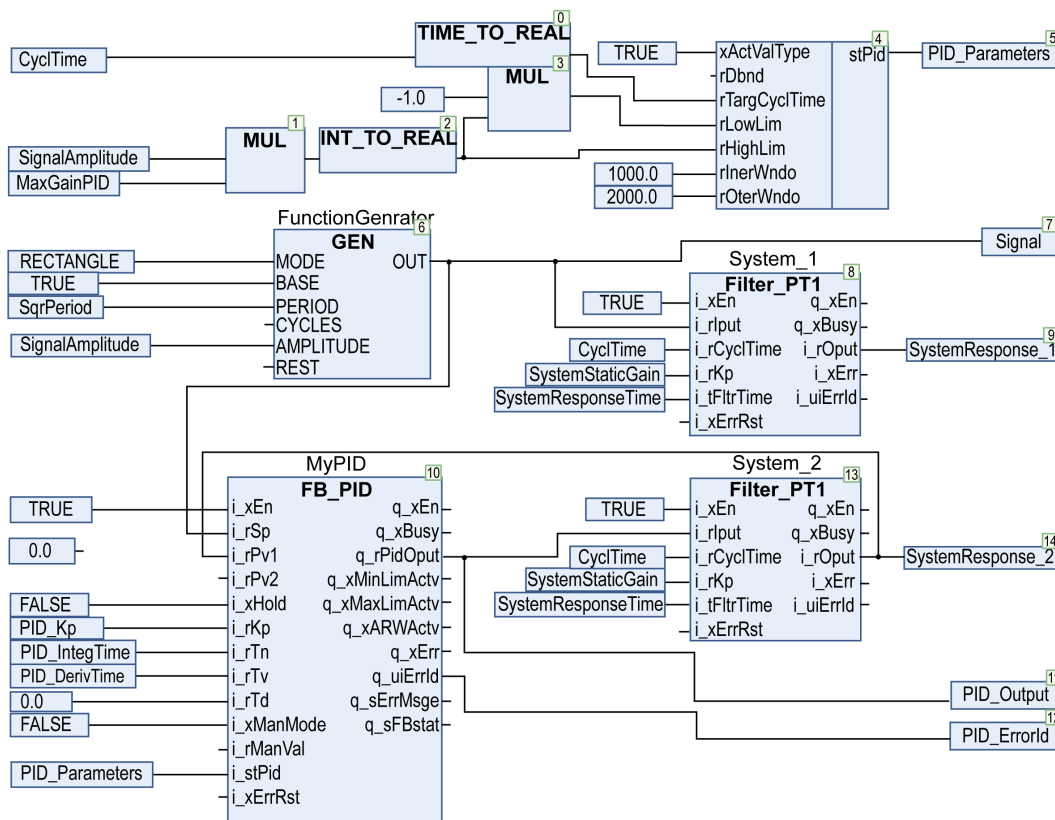 0
TIME_TO_REAL
CyclTime
3
MUL
-1.0
1
MUL
2
INT_TO_REAL
SignalAmplitude
MaxGainPID
TRUE
4
xActValType
stPid
rDbnd
rTargCyclTime
rLowLim
rHighLim
rInerWndo
rOterWndo
1000.0
2000.0
5
PID_Parameters
FunctionGenrator
6
GEN
RECTANGLE
MODE
OUT
TRUE
BASE
SqrPeriod
PERIOD
CYCLES
SignalAmplitude
AMPLITUDE
REST
7
Signal
System_1
8
Filter_PT1
TRUE
i_xEn
q_xEn
i_rIput
q_xBusy
CyclTime
i_rCyclTime
i_rOput
SystemStaticGain
i_rKp
i_xErr
SystemResponseTime
i_tFltrTime
i_uiErrId
i_xErrRst
9
SystemResponse_1
MyPID
10
FB_PID
TRUE
i_xEn
q_xEn
i_rSp
q_xBusy
0.0
i_rPv1
q_rPidOput
i_rPv2
q_xMinLimActv
FALSE
i_xHold
q_xMaxLimActv
PID_Kp
i_rKp
q_xARWActv
PID_IntegTime
i_rTn
q_xErr
PID_DerivTime
i_rTv
q_uiErrId
0.0
i_rTd
q_sErrMsge
FALSE
i_xManMode
q_sFBstat
i_rManVal
PID_Parameters
i_stPid
i_xErrRst
System_2
13
Filter_PT1
TRUE
i_xEn
q_xEn
i_rIput
q_xBusy
CyclTime
i_rCyclTime
i_rOput
SystemStaticGain
i_rKp
i_xErr
SystemResponseTime
i_tFltrTime
i_uiErrId
i_xErrRst
14
SystemResponse_2
11
PID_Output
12
PID_ErrorId